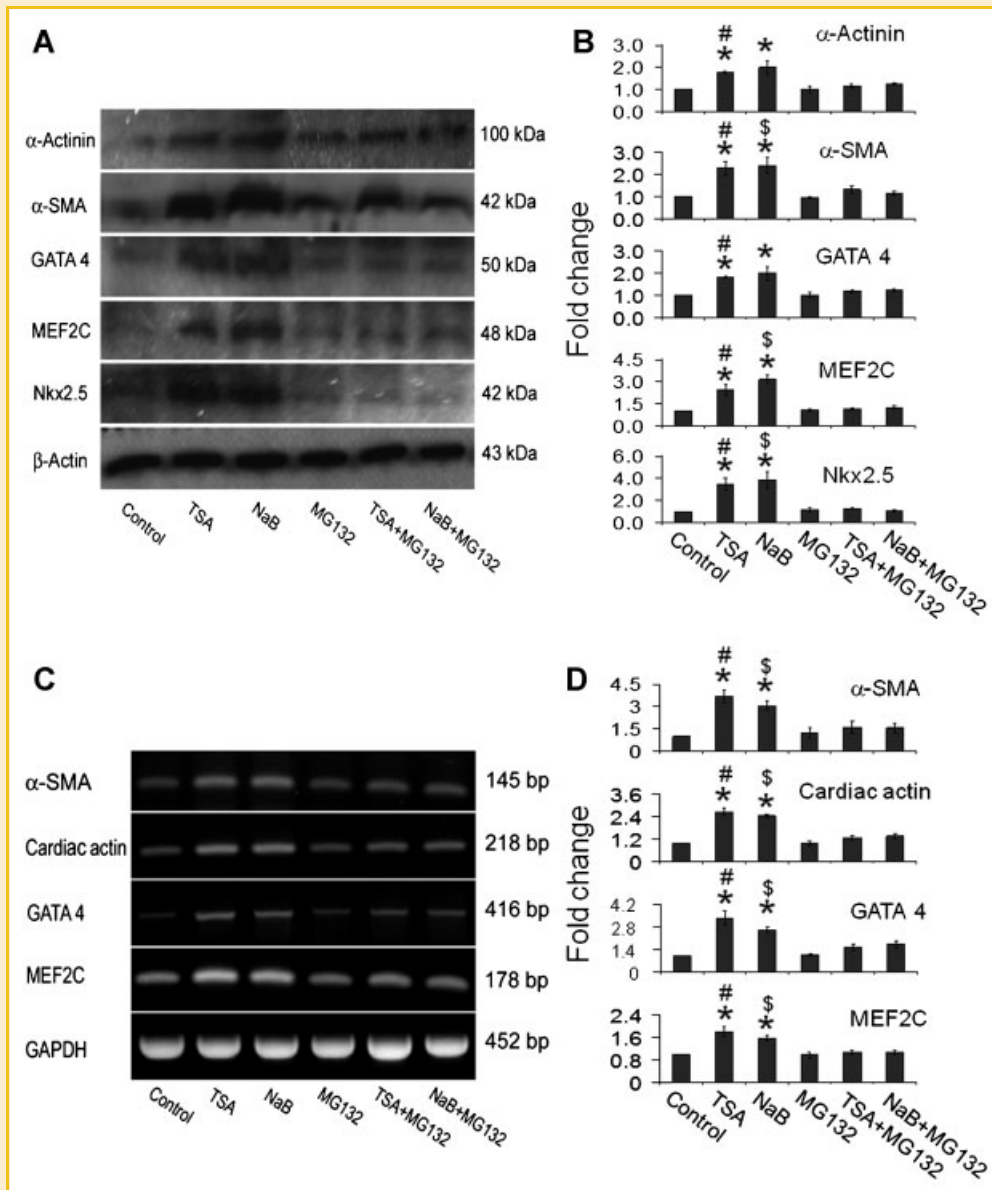 A
α-Actinin 100 kDa
α-SMA 42 kDa
GATA 4 50 kDa
MEF2C 48 kDa
Nkx2.5 42 kDa
β-Actin 43 kDa
Control TSA NaB MG132 TSA+MG132 NaB+MG132
B
Fold change
α-Actinin
# *
*
3.0
2.0
1.0
0.0
α-SMA
# $
* *
3.0
2.0
1.0
0.0
GATA 4
#
* *
3.0
2.0
1.0
0.0
MEF2C
# $
* *
4.5
3.0
1.5
0.0
Nkx2.5
# $
* *
6.0
4.0
2.0
0.0
Control TSA NaB MG132 TSA+MG132 NaB+MG132
C
α-SMA 145 bp
Cardiac actin 218 bp
GATA 4 416 bp
MEF2C 178 bp
GAPDH 452 bp
Control TSA NaB MG132 TSA+MG132 NaB+MG132
D
Fold change
α-SMA
# $
* *
4.5
3
1.5
0
Cardiac actin
# $
* *
3.6
2.4
1.2
0
GATA 4
# $
* *
4.2
2.8
1.4
0
MEF2C
# $
* *
2.4
1.6
0.8
0
Control TSA NaB MG132 TSA+MG132 NaB+MG132